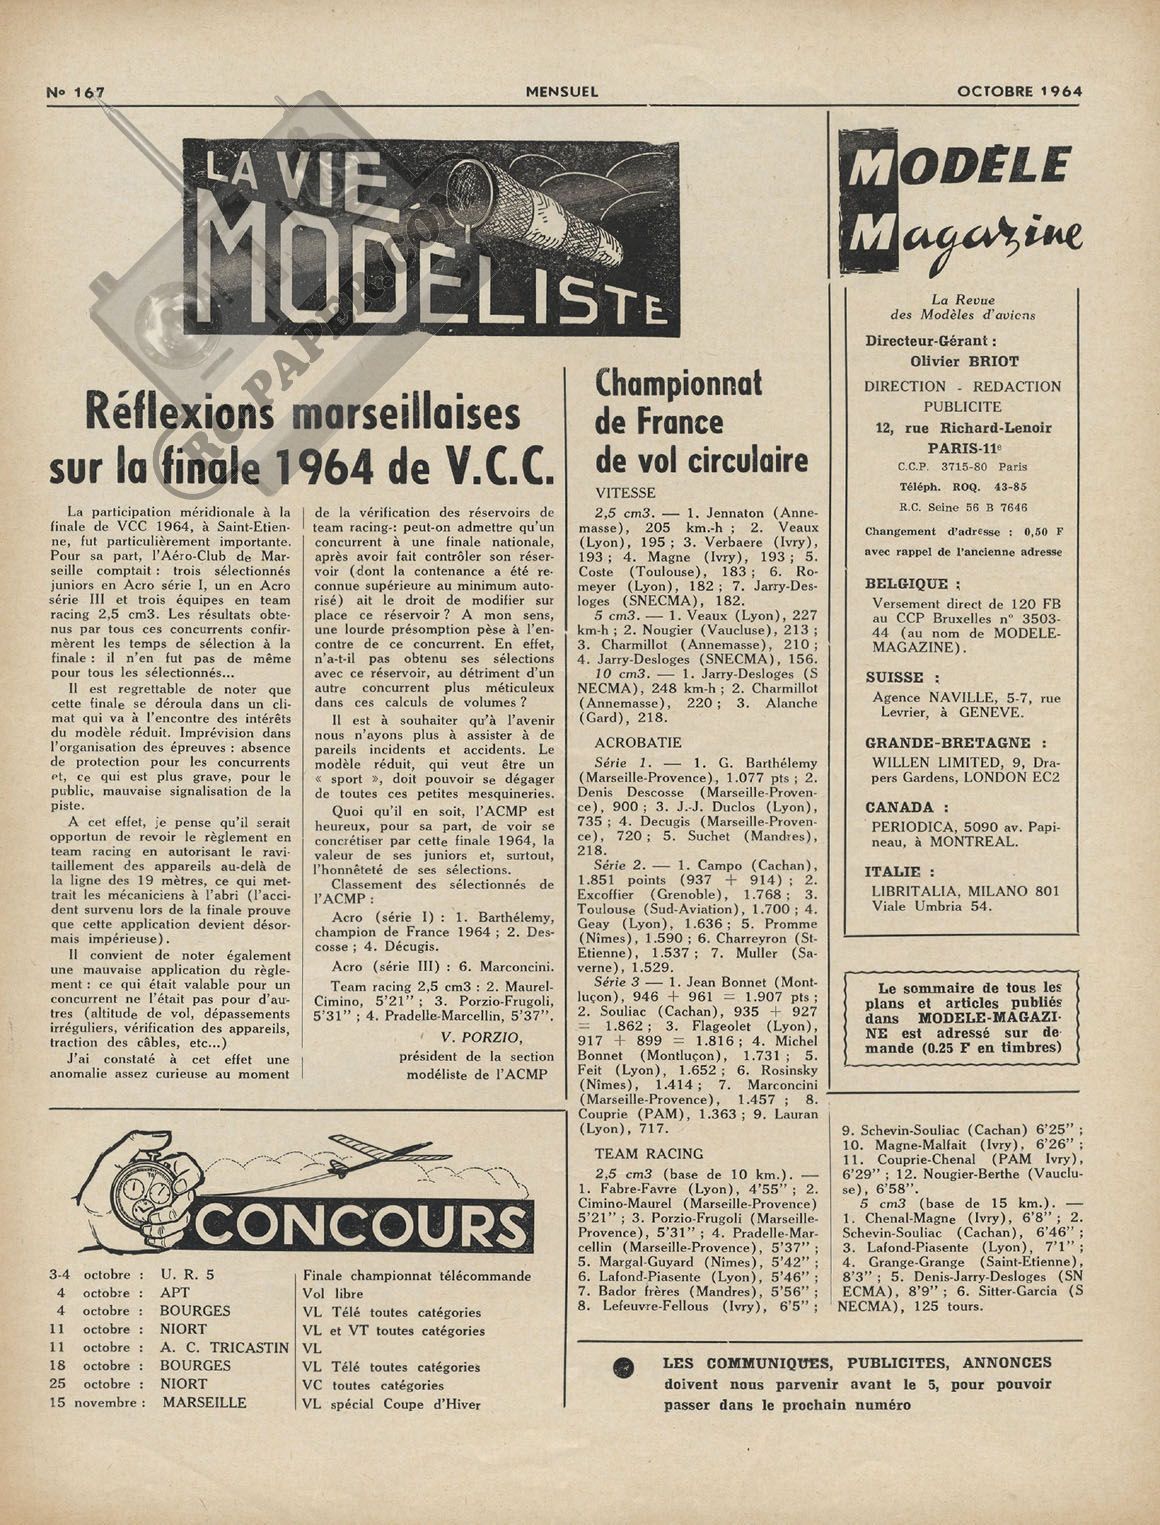 No 167
MENSUEL
OCTOBRE 1964
LA VIE
MODÉLISTE
Réflexions marseillaises
sur la finale 1964 de V.C.C.
La participation méridionale à la
finale de VCC 1964, à Saint-Etien-
ne, fut particulièrement importante.
Pour sa part, l'Aéro-Club de Mar-
seille comptait : trois sélectionnés
juniors en Acro série I, un en Acro
série III et trois équipes en team
racing 2,5 cm3. Les résultats obte-
nus par tous ces concurrents confir-
mèrent les temps de sélection à la
finale : il n'en fut pas de même
pour tous les sélectionnés...
Il est regrettable de noter que
cette finale se déroula dans un cli-
mat qui va à l'encontre des intérêts
du modèle réduit. Imprévision dans
l'organisation des épreuves : absence
de protection pour les concurrents
et, ce qui est plus grave, pour le
public, mauvaise signalisation de la
piste.
A cet effet, je pense qu'il serait
opportun de revoir le règlement en
team racing en autorisant le ravi-
taillement des appareils au-delà de
la ligne des 19 mètres, ce qui met-
trait les mécaniciens à l'abri (l'acci-
dent survenu lors de la finale prouve
que cette application devient désor-
mais impérieuse).
Il convient de noter également
une mauvaise application du règle-
ment : ce qui était valable pour un
concurrent ne l'était pas pour d'au-
tres (altitude de vol, dépassements
irréguliers, vérification des appareils,
traction des câbles, etc...)
J'ai constaté à cet effet une
anomalie assez curieuse au moment
de la vérification des réservoirs de
team racing-: peut-on admettre qu'un
concurrent à une finale nationale,
après avoir fait contrôler son réser-
voir (dont la contenance a été re-
connue supérieure au minimum auto-
risé) ait le droit de modifier sur
place ce réservoir ? A mon sens,
une lourde présomption pèse à l'en-
contre de ce concurrent. En effet,
n'a-t-il pas obtenu ses sélections
avec ce réservoir, au détriment d'un
autre concurrent plus méticuleux
dans ces calculs de volumes ?
Il est à souhaiter qu'à l'avenir
nous n'ayons plus à assister à de
pareils incidents et accidents. Le
modèle réduit, qui veut être un
« sport », doit pouvoir se dégager
de toutes ces petites mesquineries.
Quoi qu'il en soit, l'ACMP est
heureux, pour sa part, de voir se
concrétiser par cette finale 1964, la
valeur de ses juniors et, surtout,
l'honnêteté de ses sélections.
Classement des sélectionnés de
l'ACMP :
Acro (série I) : 1. Barthélemy,
champion de France 1964 ; 2. Des-
cosse ; 4. Décugis.
Acro (série III) : 6. Marconcini.
Team racing 2,5 cm3 : 2. Maurel-
Cimino, 5'21'' ; 3. Porzio-Frugoli,
5'31'' ; 4. Pradelle-Marcellin, 5'37''.
V. PORZIO,
président de la section
modéliste de l'ACMP
CONCOURS
3-4 octobre : U. R. 5 Finale championnat télécommande
4 octobre : APT Vol libre
4 octobre : BOURGES VL Télé toutes catégories
11 octobre : NIORT VL et VT toutes catégories
11 octobre : A. C. TRICASTIN VL
18 octobre : BOURGES VL Télé toutes catégories
25 octobre : NIORT VC toutes catégories
15 novembre : MARSEILLE VL spécial Coupe d'Hiver
Championnat
de France
de vol circulaire
VITESSE
2,5 cm3. — 1. Jennaton (Anne-
masse), 205 km.-h ; 2. Veaux
(Lyon), 195 ; 3. Verbaere (Ivry),
193 ; 4. Magne (Ivry), 193 ; 5.
Coste (Toulouse), 183 ; 6. Ro-
meyer (Lyon), 182 ; 7. Jarry-Des-
loges (SNECMA), 182.
5 cm3. — 1. Veaux (Lyon), 227
km-h ; 2. Nougier (Vaucluse), 213 ;
3. Charmillot (Annemasse), 210 ;
4. Jarry-Desloges (SNECMA), 156.
10 cm3. — 1. Jarry-Desloges (S
NECMA), 248 km-h ; 2. Charmillot
(Annemasse), 220 ; 3. Alanche
(Gard), 218.
ACROBATIE
Série 1. — 1. G. Barthélemy
(Marseille-Provence), 1.077 pts ; 2.
Denis Descosse (Marseille-Proven-
ce), 900 ; 3. J.-J. Duclos (Lyon),
735 ; 4. Decugis (Marseille-Proven-
ce), 720 ; 5. Suchet (Mandres),
218.
Série 2. — 1. Campo (Cachan),
1.851 points (937 + 914) ; 2.
Excoffier (Grenoble), 1.768 ; 3.
Toulouse (Sud-Aviation), 1.700 ; 4.
Geay (Lyon), 1.636 ; 5. Promme
(Nîmes), 1.590 ; 6. Charreyron (St-
Etienne), 1.537 ; 7. Muller (Sa-
verne), 1.529.
Série 3 — 1. Jean Bonnet (Mont-
luçon), 946 + 961 = 1.907 pts ;
2. Souliac (Cachan), 935 + 927
= 1.862 ; 3. Flageolet (Lyon),
917 + 899 = 1.816 ; 4. Michel
Bonnet (Montluçon), 1.731 ; 5.
Feit (Lyon), 1.652 ; 6. Rosinsky
(Nîmes), 1.414 ; 7. Marconcini
(Marseille-Provence), 1.457 ; 8.
Couprie (PAM), 1.363 ; 9. Lauran
(Lyon), 717.
TEAM RACING
2,5 cm3 (base de 10 km.). —
1. Fabre-Favre (Lyon), 4'55'' ; 2.
Cimino-Maurel (Marseille-Provence)
5'21'' ; 3. Porzio-Frugoli (Marseille-
Provence), 5'31'' ; 4. Pradelle-Mar-
cellin (Marseille-Provence), 5'37'' ;
5. Margal-Guyard (Nîmes), 5'42'' ;
6. Lafond-Piasente (Lyon), 5'46'' ;
7. Bador frères (Mandres), 5'56'' ;
8. Lefeuvre-Fellous (Ivry), 6'5'' ;
9. Schevin-Souliac (Cachan) 6'25'' ;
10. Magne-Malfait (Ivry), 6'26'' ;
11. Couprie-Chenal (PAM Ivry),
6'29'' ; 12. Nougier-Berthe (Vauclu-
se), 6'58''.
5 cm3 (base de 15 km.). —
1. Chenal-Magne (Ivry), 6'8'' ; 2.
Schevin-Souliac (Cachan), 6'46'' ;
3. Lafond-Piasente (Lyon), 7'1'' ;
4. Grange-Grange (Saint-Etienne),
8'3'' ; 5. Denis-Jarry-Desloges (SN
ECMA), 8'9'' ; 6. Sitter-Garcia (S
NECMA), 125 tours.
MODÈLE
Magazine
La Revue
des Modèles d'avions
Directeur-Gérant :
Olivier BRIOT
DIRECTION - REDACTION
PUBLICITE
12, rue Richard-Lenoir
PARIS-11e
C.C.P. 3715-80 Paris
Téléph. ROQ. 43-85
R.C. Seine 56 B 7646
Changement d'adresse : 0,50 F
avec rappel de l'ancienne adresse
BELGIQUE :
Versement direct de 120 FB
au CCP Bruxelles n° 3503-
44 (au nom de MODELE-
MAGAZINE).
SUISSE :
Agence NAVILLE, 5-7, rue
Levrier, à GENEVE.
GRANDE-BRETAGNE :
WILLEN LIMITED, 9, Dra-
pers Gardens, LONDON EC2
CANADA :
PERIODICA, 5090 av. Papi-
neau, à MONTREAL.
ITALIE :
LIBRITALIA, MILANO 801
Viale Umbria 54.
Le sommaire de tous les
plans et articles publiés
dans MODELE-MAGAZI-
NE est adressé sur de
mande (0.25 F en timbres)
LES COMMUNIQUES, PUBLICITES, ANNONCES
doivent nous parvenir avant le 5, pour pouvoir
passer dans le prochain numéro
RCLPAPER.COM